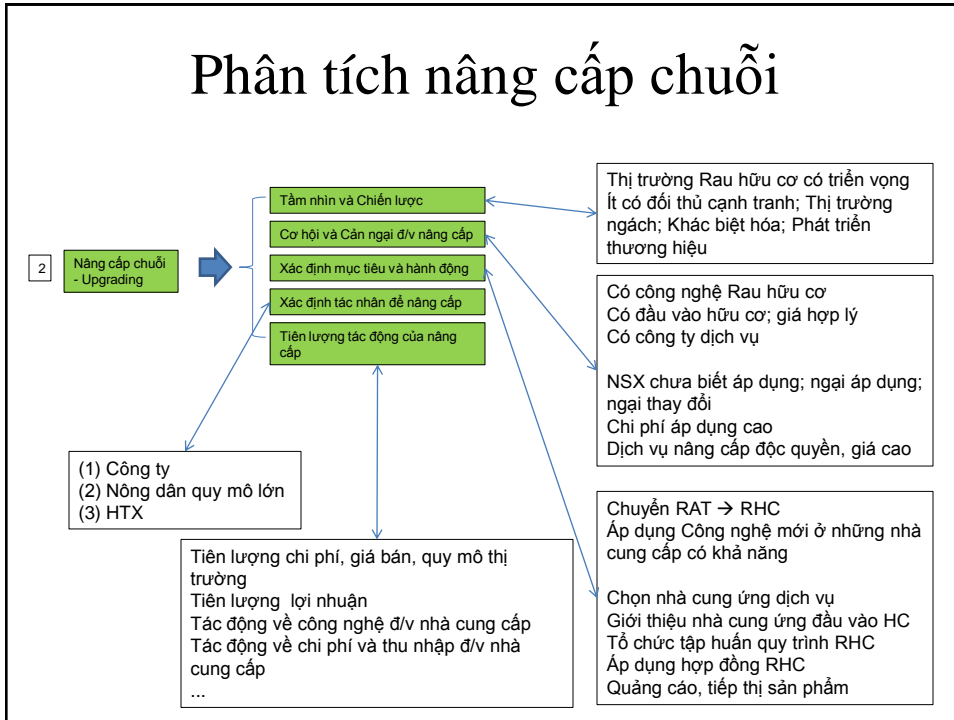 Phân tích nâng cấp chuỗi
2
Nâng cấp chuỗi
- Upgrading
Tầm nhìn và Chiến lược
Cơ hội và Cản ngại đ/v nâng cấp
Xác định mục tiêu và hành động
Xác định tác nhân để nâng cấp
Tiên lượng tác động của nâng
cấp
Thị trường Rau hữu cơ có triển vọng
Ít có đối thủ cạnh tranh; Thị trường
ngách; Khác biệt hóa; Phát triển
thương hiệu
Có công nghệ Rau hữu cơ
Có đầu vào hữu cơ; giá hợp lý
Có công ty dịch vụ
NSX chưa biết áp dụng; ngại áp dụng;
ngại thay đổi
Chi phí áp dụng cao
Dịch vụ nâng cấp độc quyền, giá cao
(1) Công ty
(2) Nông dân quy mô lớn
(3) HTX
Tiên lượng chi phí, giá bán, quy mô thị
trường
Tiên lượng lợi nhuận
Tác động về công nghệ đ/v nhà cung cấp
Tác động về chi phí và thu nhập đ/v nhà
cung cấp
...
Chuyển RAT → RHC
Áp dụng Công nghệ mới ở những nhà
cung cấp có khả năng
Chọn nhà cung ứng dịch vụ
Giới thiệu nhà cung ứng đầu vào HC
Tổ chức tập huấn quy trình RHC
Áp dụng hợp đồng RHC
Quảng cáo, tiếp thị sản phẩm